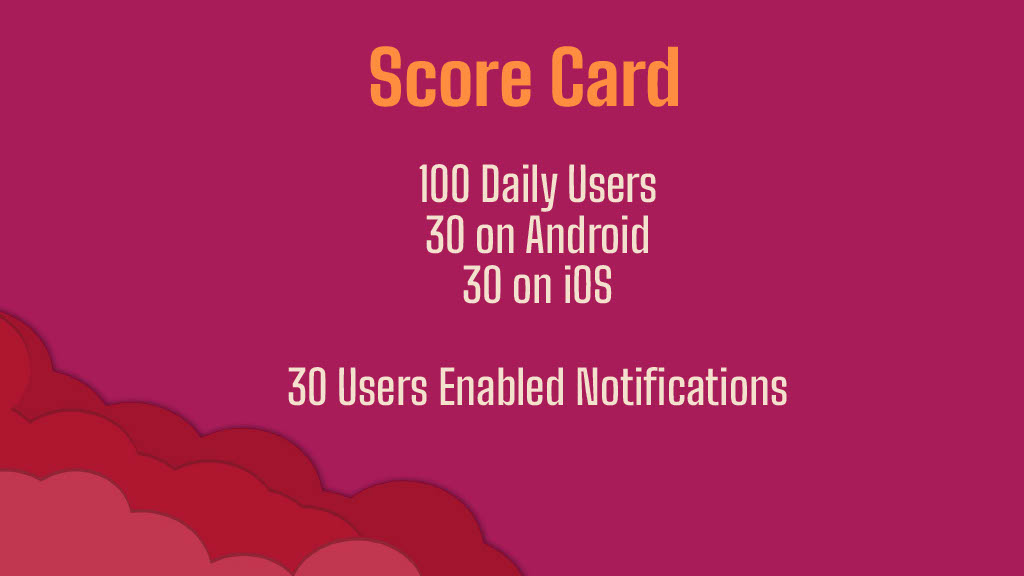 Score Card
100 Daily Users
30 on Android
30 on iOS
30 Users Enabled Notifications